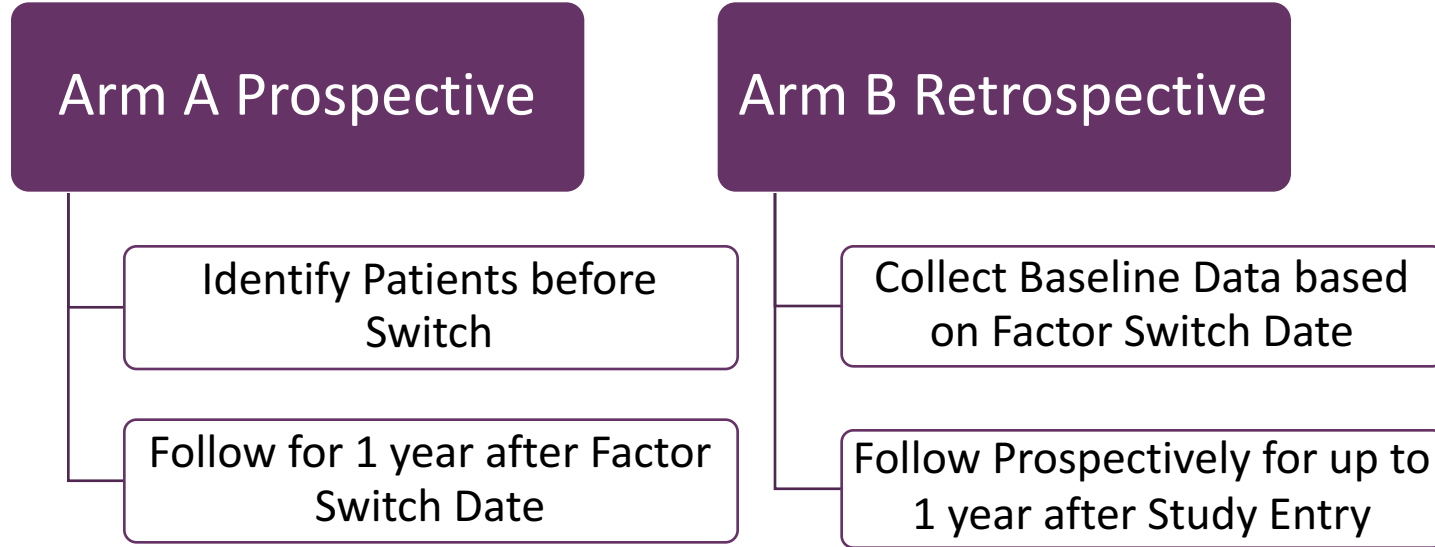 Arm A Prospective
Identify Patients before
Switch
Follow for 1 year after Factor
Switch Date
Arm B Retrospective
Collect Baseline Data based
on Factor Switch Date
Follow Prospectively for up to
1 year after Study Entry